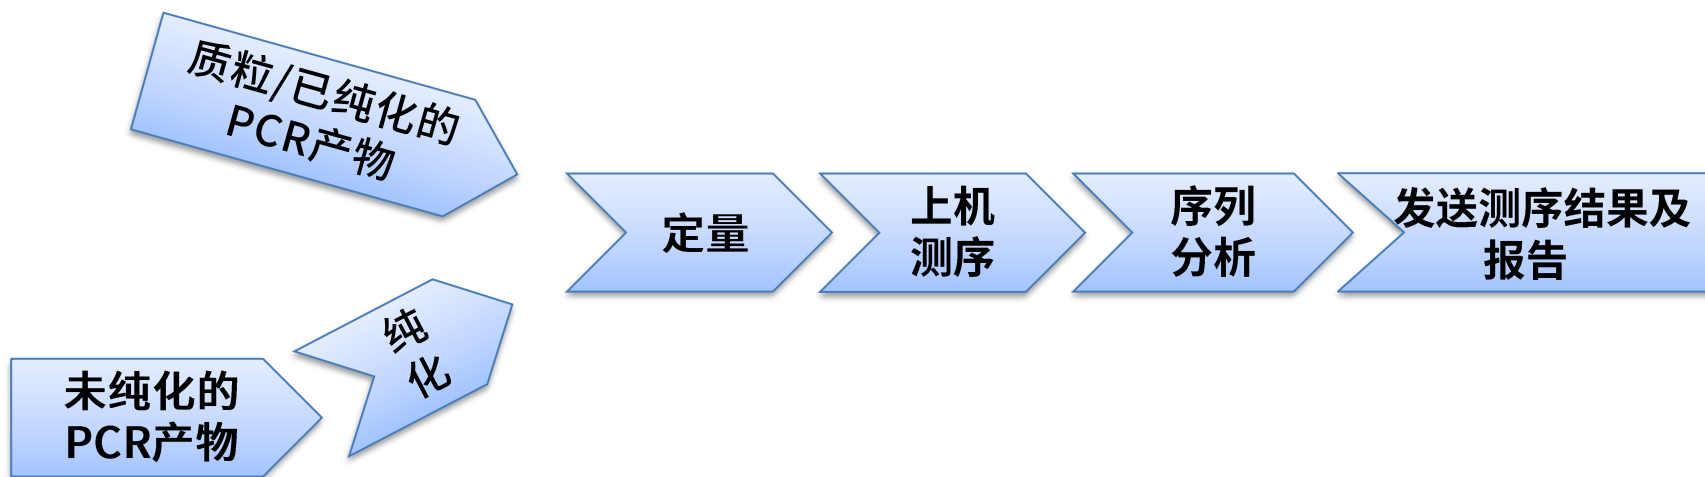 质粒/已纯化的
PCR产物
未纯化的
PCR产物
纯
化
定量
上机
测序
序列
分析
发送测序结果及
报告